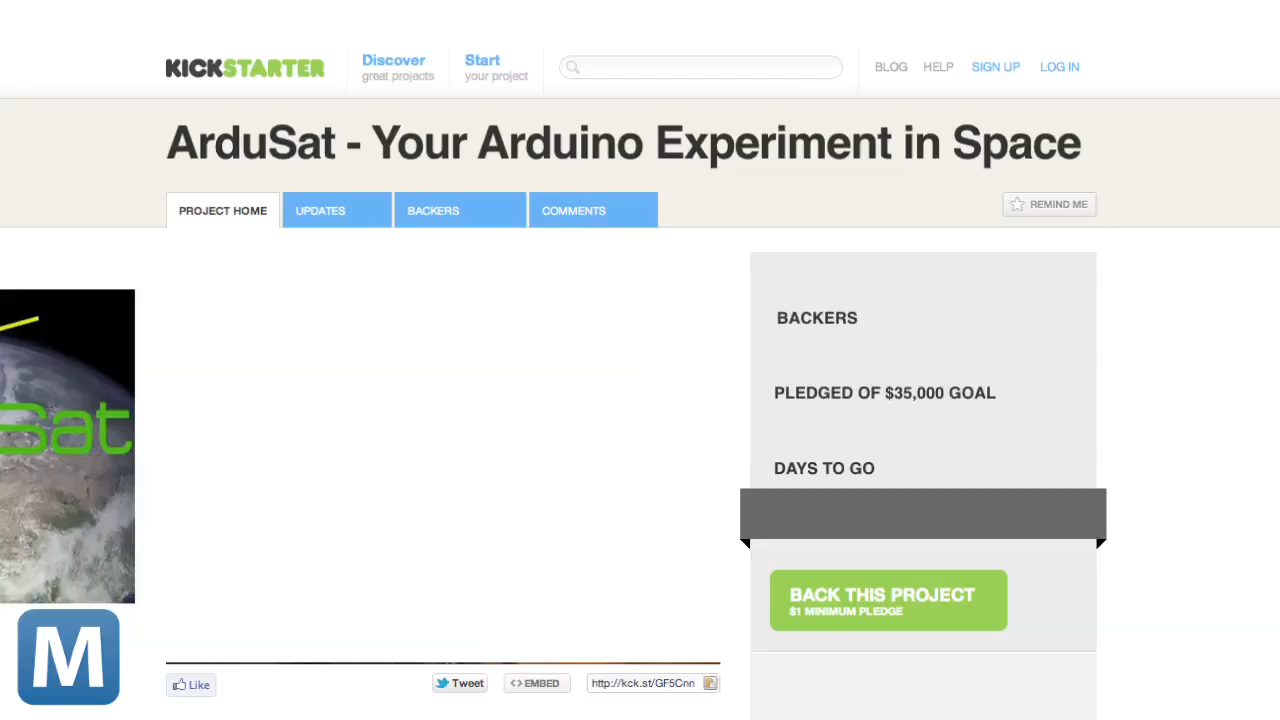 KICKSTARTER
Discover
great projects
Start
your project
BLOG HELP SIGN UP LOG IN
ArduSat - Your Arduino Experiment in Space
PROJECT HOME UPDATES BACKERS COMMENTS
REMIND ME
BACKERS
PLEDGED OF $35,000 GOAL
Sat
DAYS TO GO
BACK THIS PROJECT
$1 MINIMUM PLEDGE
M
Like Tweet <> EMBED http://kck.st/GF5Cnn